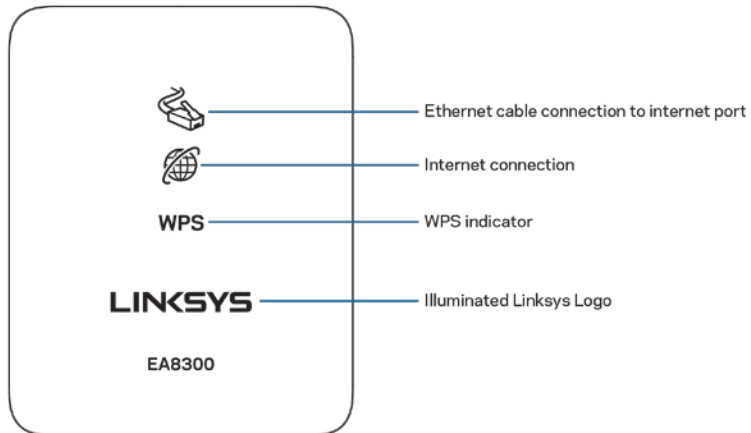 Ethernet cable connection to internet port
Internet connection
WPS WPS indicator
LINKSYS Illuminated Linksys Logo
EA8300